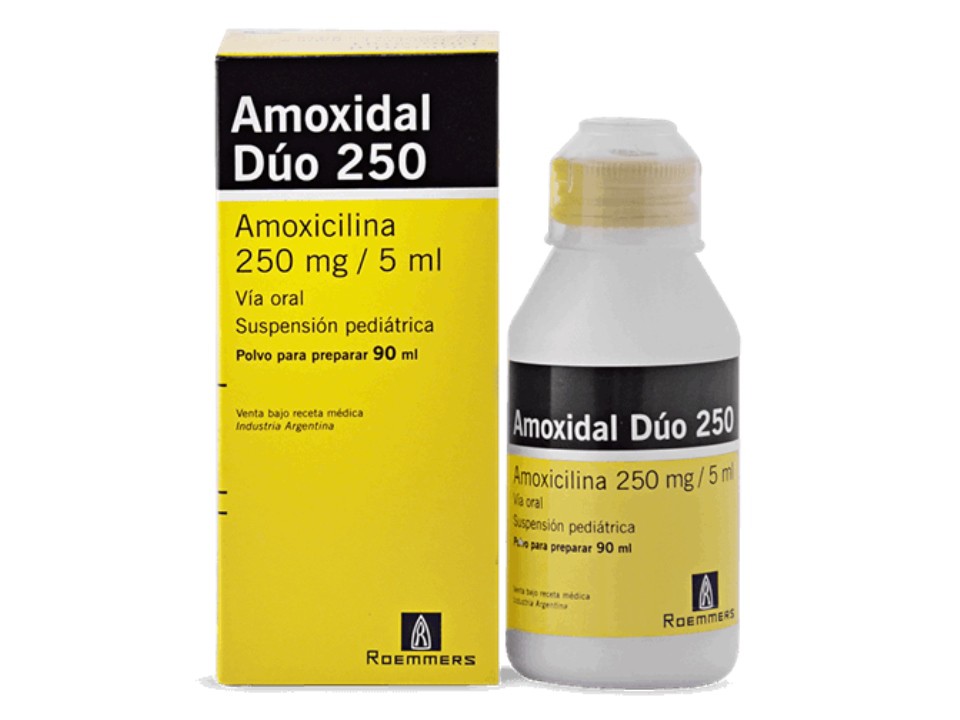 Amoxidal
Dúo 250
Amoxicilina
250 mg / 5 ml
Vía oral
Suspensión pediátrica
Polvo para preparar 90 ml
Venta bajo receta médica
Industria Argentina
ROEMMERS
Amoxidal Dúo 250
Amoxicilina 250 mg / 5 ml
Vía oral
Suspensión pediátrica
Polvo para preparar 90 ml
Venta bajo receta médica
Industria Argentina
ROEMMERS